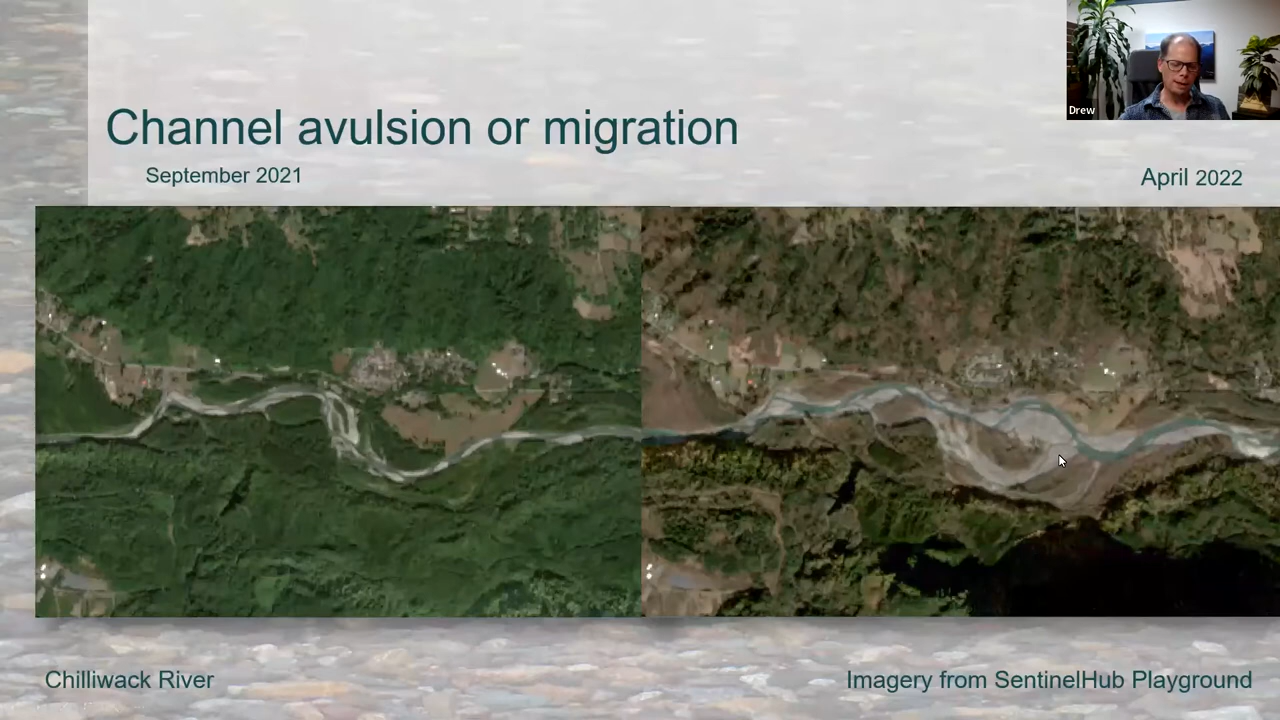 Channel avulsion or migration
September 2021
April 2022
Drew
Chilliwack River
Imagery from SentinelHub Playground